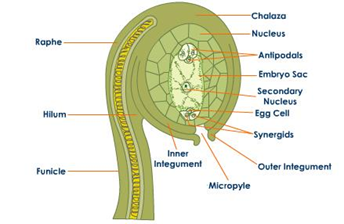 Chalaza
Nucleus
Raphe
Antipodals
Embryo Sac
Secondary
Nucleus
Hilum
Egg Cell
Synergids
Inner
Integument
Outer Integument
Funicle
Micropyle